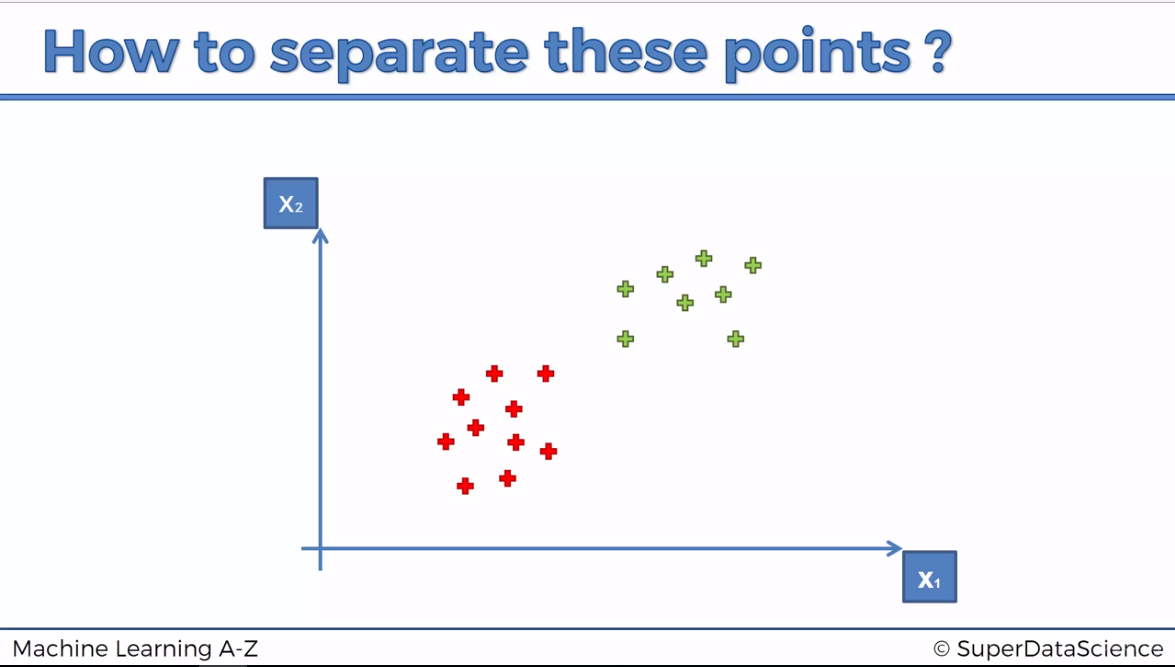 How to separate these points ?
X₂
X₁
Machine Learning A-Z
© SuperDataScience